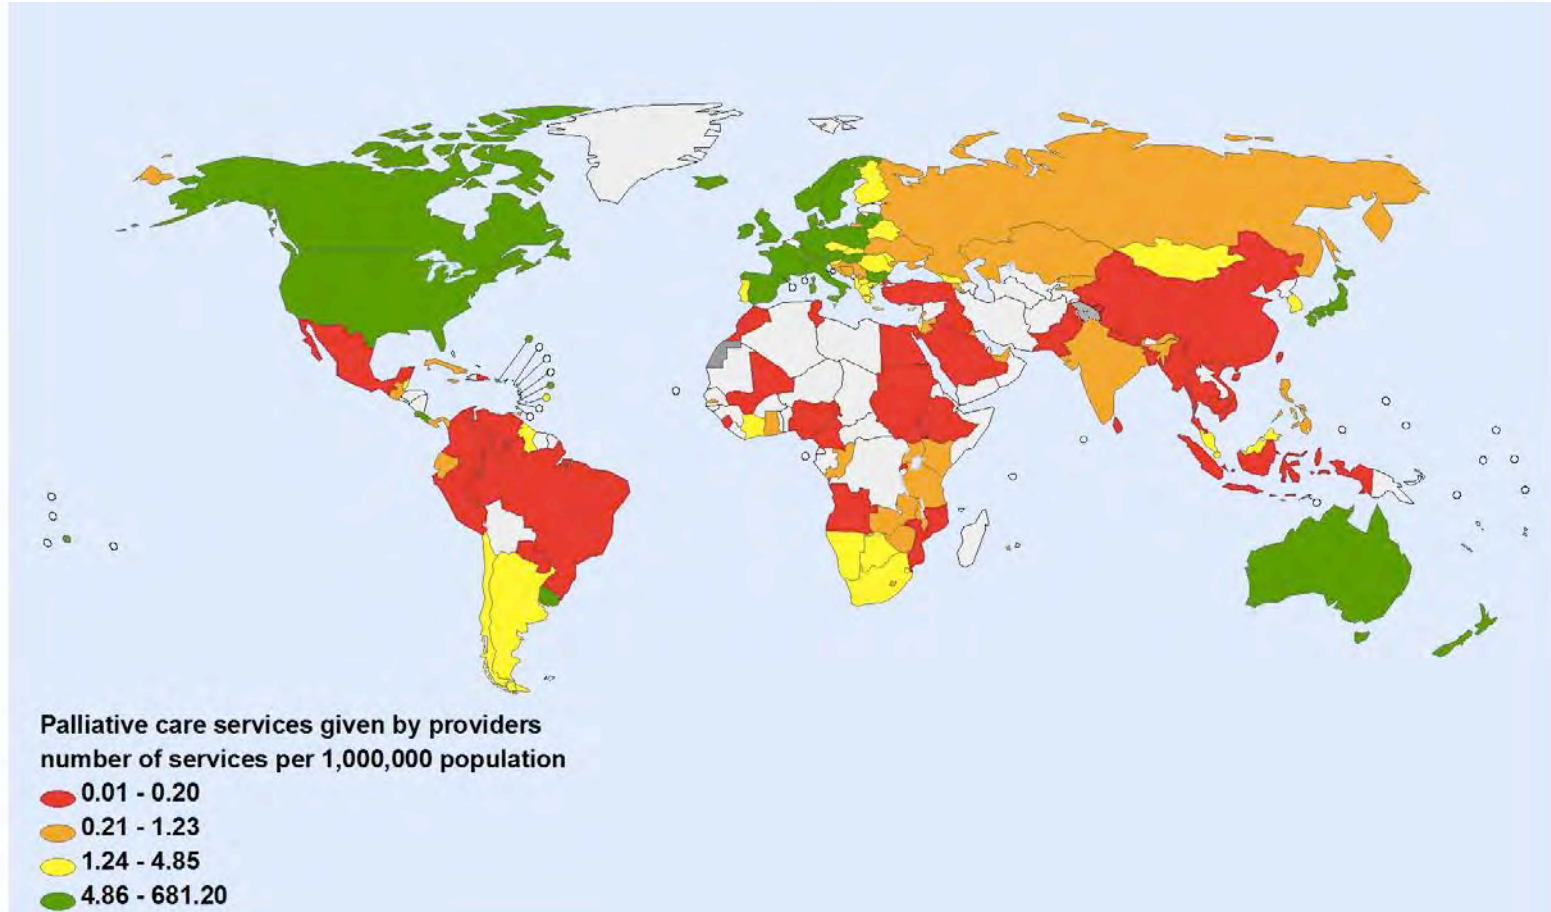 Palliative care services given by providers
number of services per 1,000,000 population
0.01 - 0.20
0.21 - 1.23
1.24 - 4.85
4.86 - 681.20